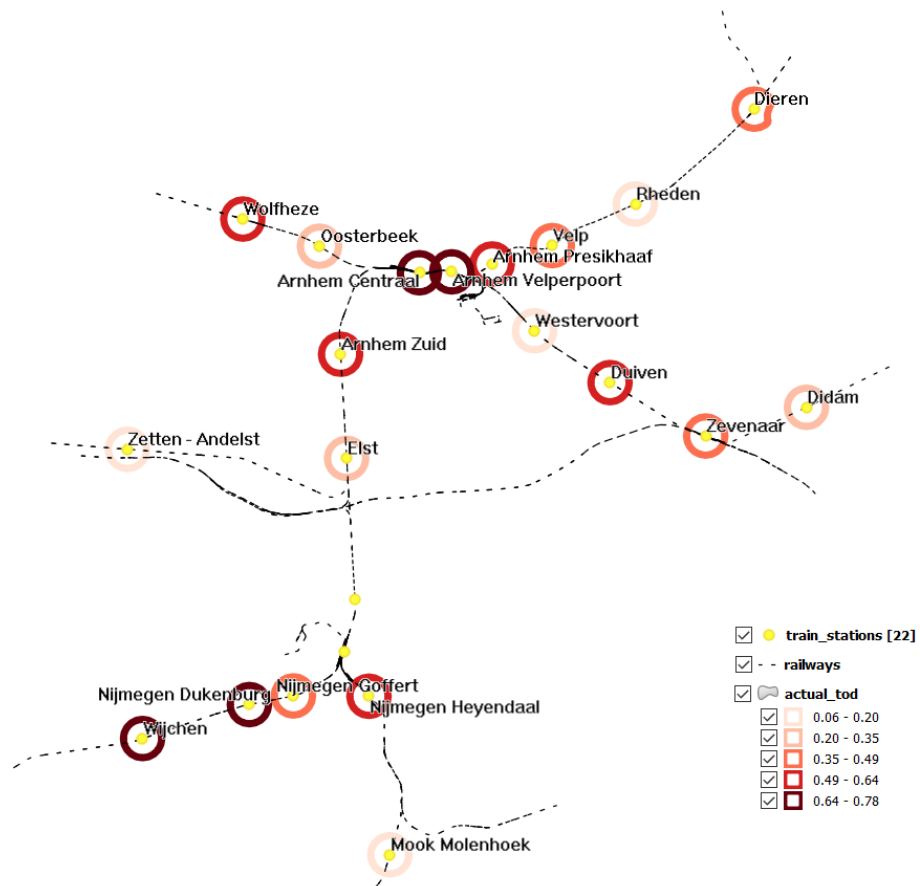 Dieren
Rheden
Wolfheze
Oosterbeek
Velp
Arnhem Presikhaaf
Arnhem Centraal
Arnhem Velperpoort
Westervoort
Arnhem Zuid
Duiven
Didam
Zevenaar
Zetten - Andelst
Elst
train_stations [22]
railways
actual_tod
0.06 - 0.20
0.20 - 0.35
0.35 - 0.49
0.49 - 0.64
0.64 - 0.78
Nijmegen Goffert
Nijmegen Dukenburg
Nijmegen Heyendaal
Wijchen
Mook Molenhoek